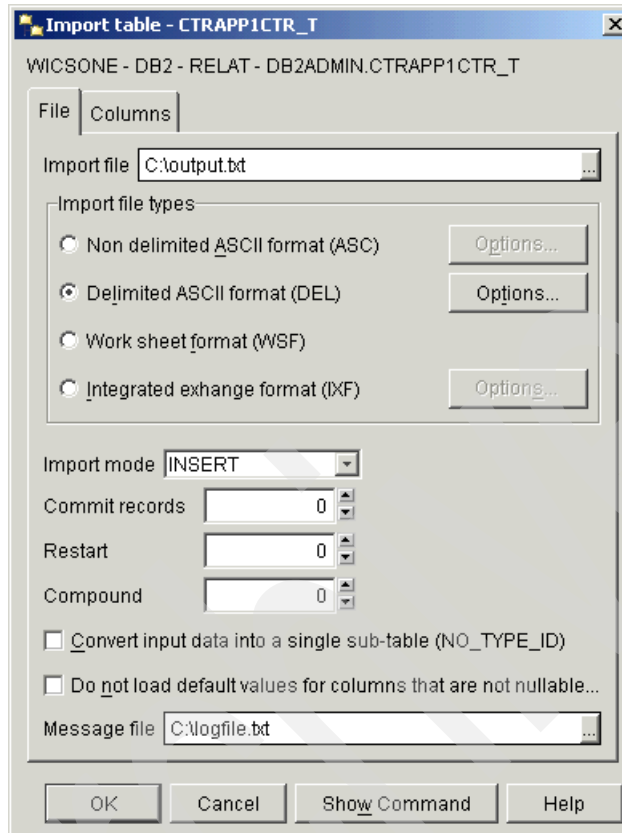 Import table - CTRAPP1CTR_T
WICSONE - DB2 - RELAT - DB2ADMIN.CTRAPP1CTR_T
File Columns
Import file C:\output.txt ...
Import file types
Non delimited ASCII format (ASC) Options...
Delimited ASCII format (DEL) Options...
Work sheet format (WSF)
Integrated exhange format (IXF) Options...
Import mode INSERT
Commit records 0
Restart 0
Compound 0
Convert input data into a single sub-table (NO_TYPE_ID)
Do not load default values for columns that are not nullable...
Message file C:\logfile.txt ...
OK Cancel Show Command Help